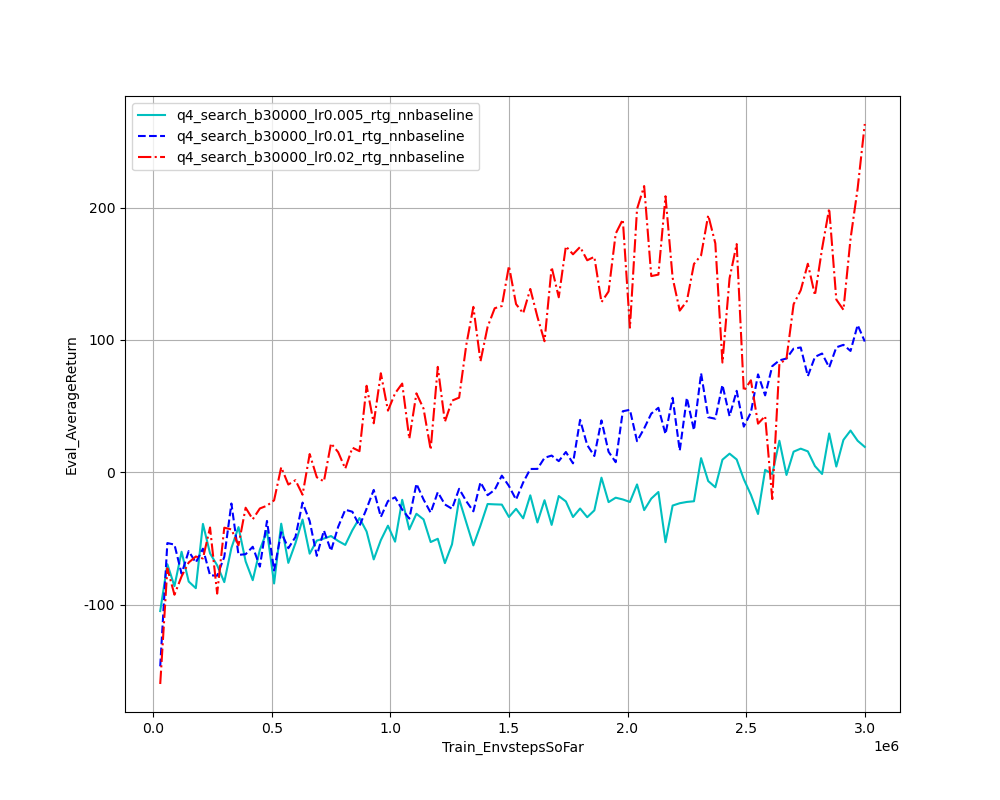 q4_search_b30000_lr0.005_rtg_nnbaseline
q4_search_b30000_lr0.01_rtg_nnbaseline
q4_search_b30000_lr0.02_rtg_nnbaseline
200
100
0
-100
Eval_AverageReturn
0.0 0.5 1.0 1.5 2.0 2.5 3.0
Train_EnvstepsSoFar
1e6